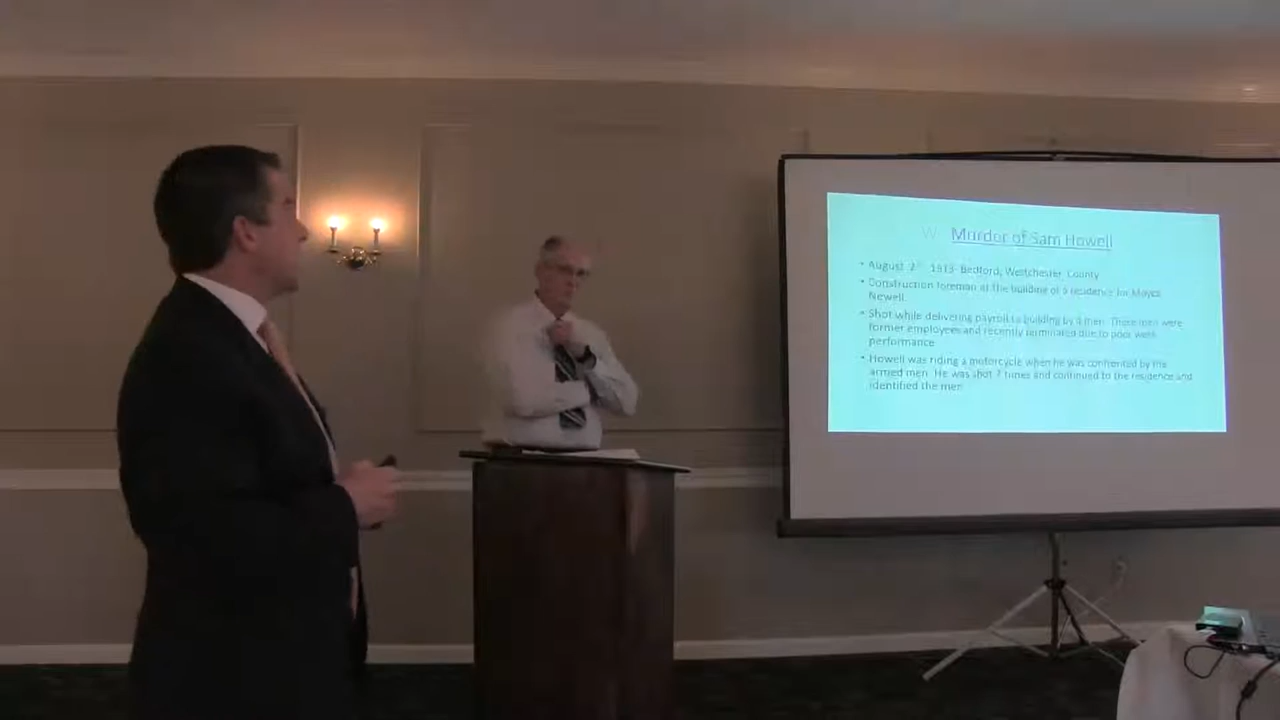 Murder of Sam Howell
• August 2nd 1913- Bedford, Westchester County
• Construction foreman at the building of a residence for Moyca
Newell.
• Shot while delivering payroll to building by 4 men. These men were
former employees and recently terminated due to poor work
performance
• Howell was riding a motorcycle when he was confronted by the
armed men. He was shot 7 times and continued to the residence and
identified the men